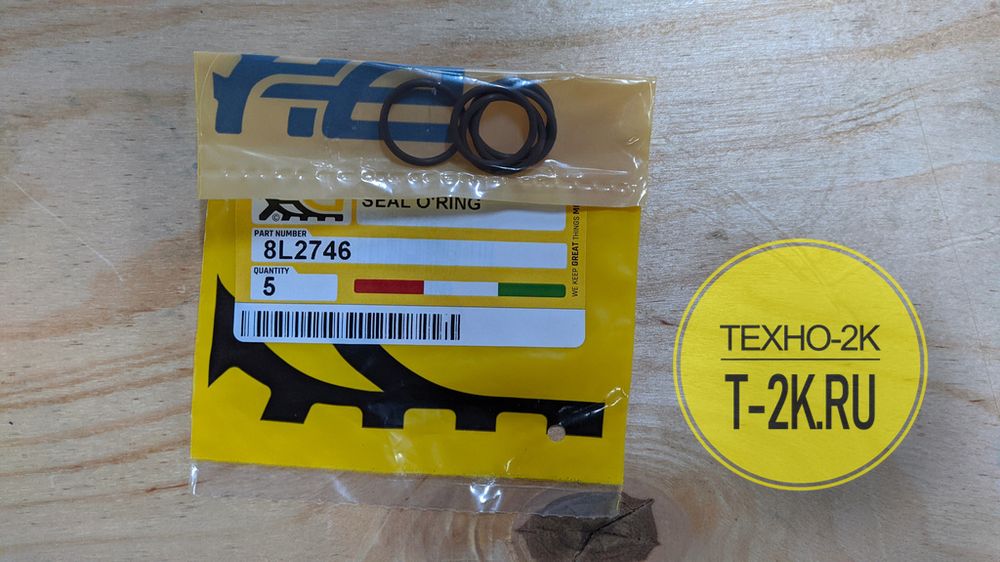 SEAL O'RING
PART NUMBER
8L2746
QUANTITY
5
WE KEEP GREAT THINGS
ТЕХНО-2К
T-2K.RU